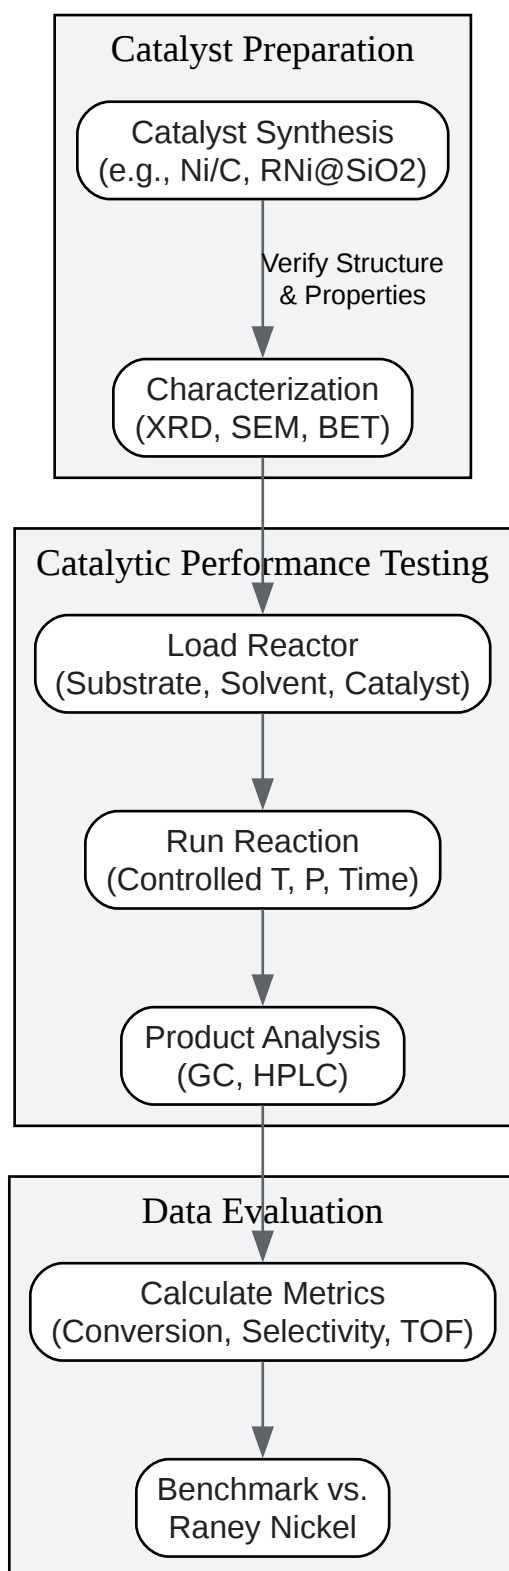 Catalyst Preparation
Catalyst Synthesis
(e.g., Ni/C, RNi@SiO2)
Verify Structure
& Properties
Characterization
(XRD, SEM, BET)
Catalytic Performance Testing
Load Reactor
(Substrate, Solvent, Catalyst)
Run Reaction
(Controlled T, P, Time)
Product Analysis
(GC, HPLC)
Data Evaluation
Calculate Metrics
(Conversion, Selectivity, TOF)
Benchmark vs.
Raney Nickel